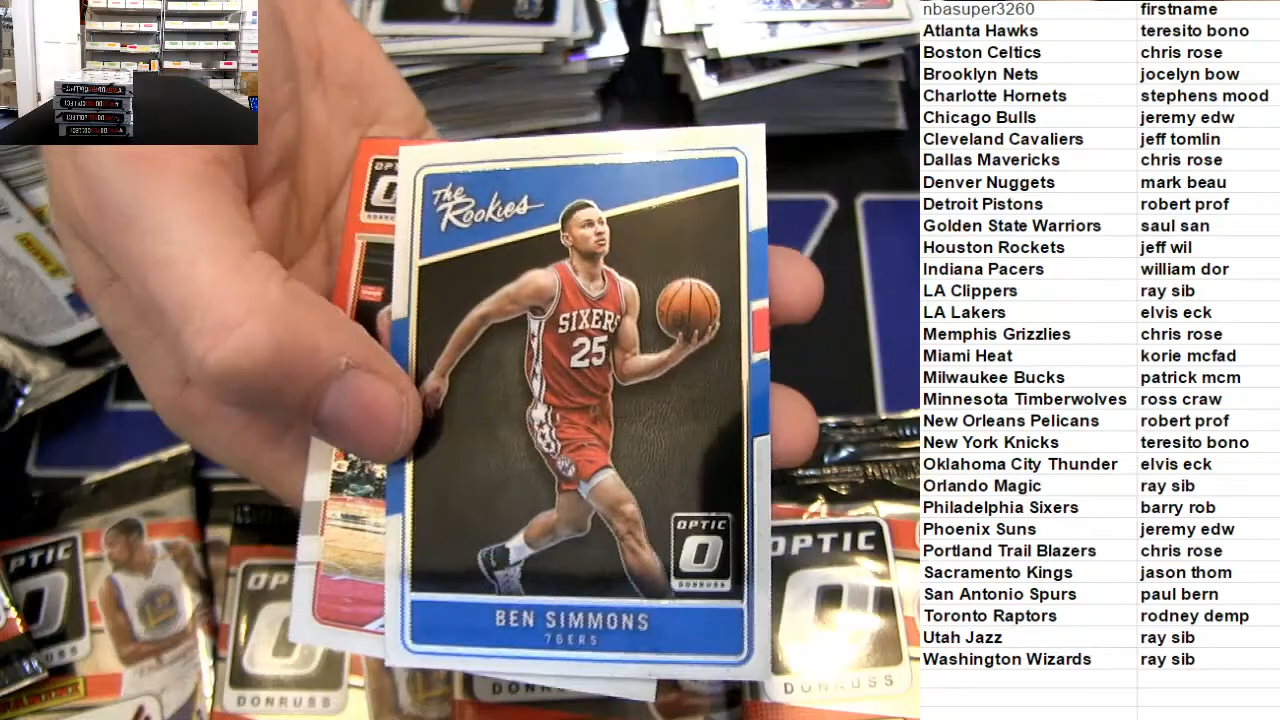 The
Rookies
SIXERS
25
OPTIC
DONRUSS
BEN SIMMONS
76ERS
OPTIC
OPTIC
DONRUSS
DONRUSS
nbasuper3260 firstname
Atlanta Hawks teresito bono
Boston Celtics chris rose
Brooklyn Nets jocelyn bow
Charlotte Hornets stephens mood
Chicago Bulls jeremy edw
Cleveland Cavaliers jeff tomlin
Dallas Mavericks chris rose
Denver Nuggets mark beau
Detroit Pistons robert prof
Golden State Warriors saul san
Houston Rockets jeff wil
Indiana Pacers william dor
LA Clippers ray sib
LA Lakers elvis eck
Memphis Grizzlies chris rose
Miami Heat korie mcfad
Milwaukee Bucks patrick mcm
Minnesota Timberwolves ross craw
New Orleans Pelicans robert prof
New York Knicks teresito bono
Oklahoma City Thunder elvis eck
Orlando Magic ray sib
Philadelphia Sixers barry rob
Phoenix Suns jeremy edw
Portland Trail Blazers chris rose
Sacramento Kings jason thom
San Antonio Spurs paul bern
Toronto Raptors rodney demp
Utah Jazz ray sib
Washington Wizards ray sib